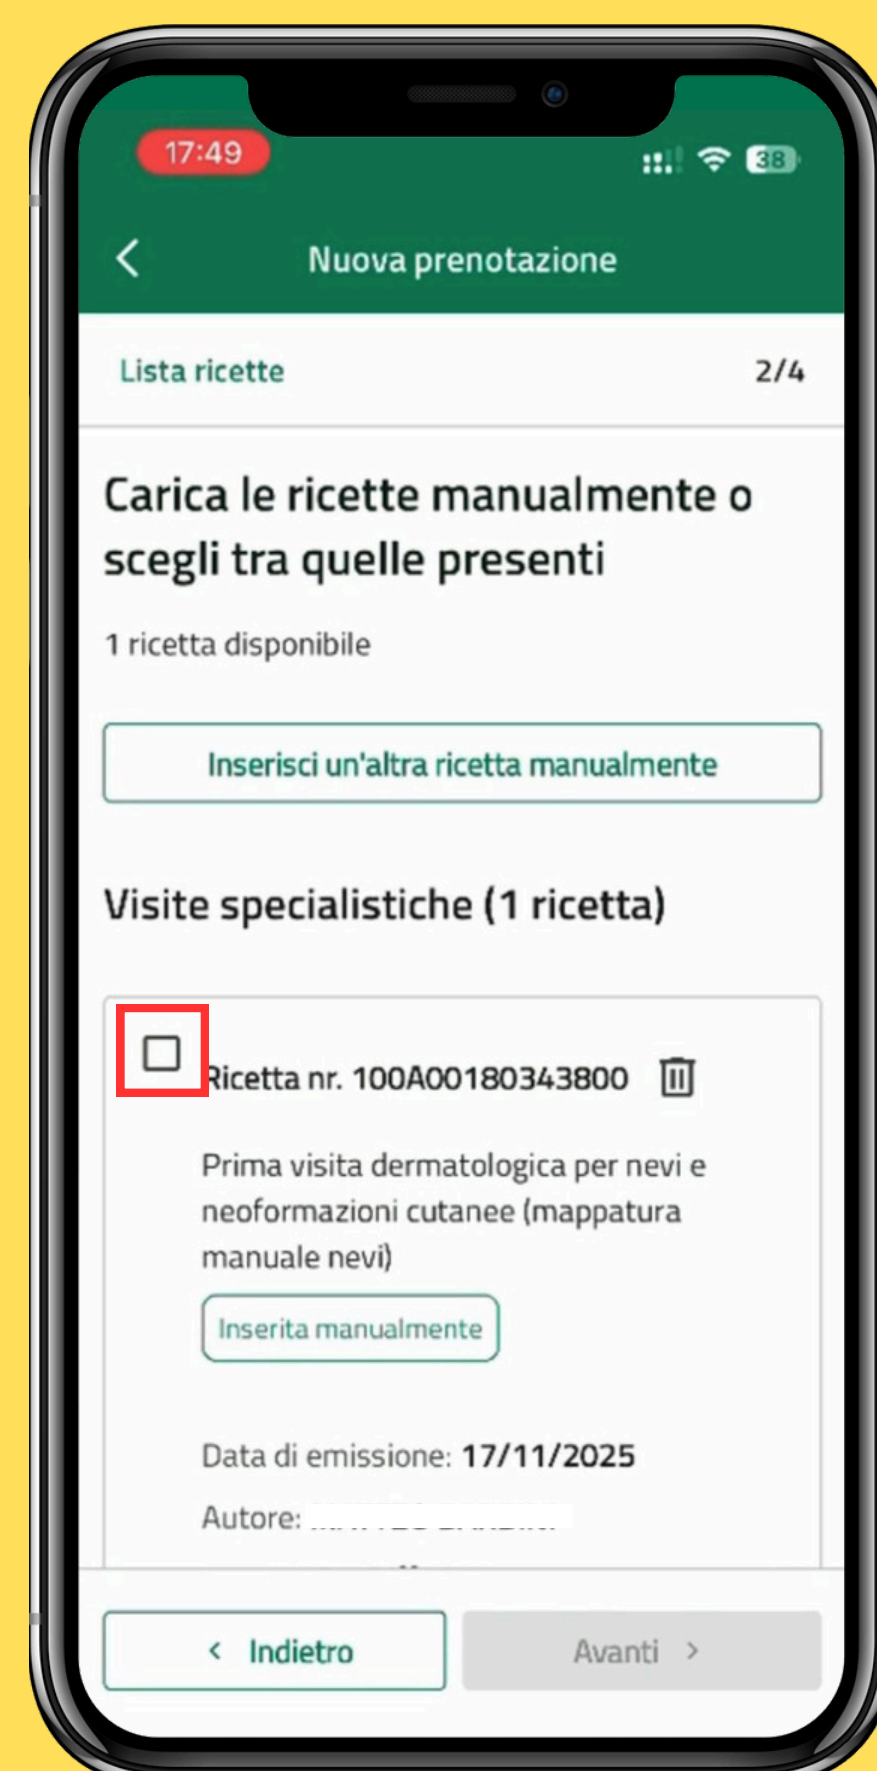 17:49
38
Nuova prenotazione
Lista ricette
2/4
Carica le ricette manualmente o
scegli tra quelle presenti
1 ricetta disponibile
Inserisci un'altra ricetta manualmente
Visite specialistiche (1 ricetta)
Ricetta nr. 100A00180343800
Prima visita dermatologica per nevi e
neoformazioni cutanee (mappatura
manuale nevi)
Inserita manualmente
Data di emissione: 17/11/2025
Autore:
< Indietro
Avanti >